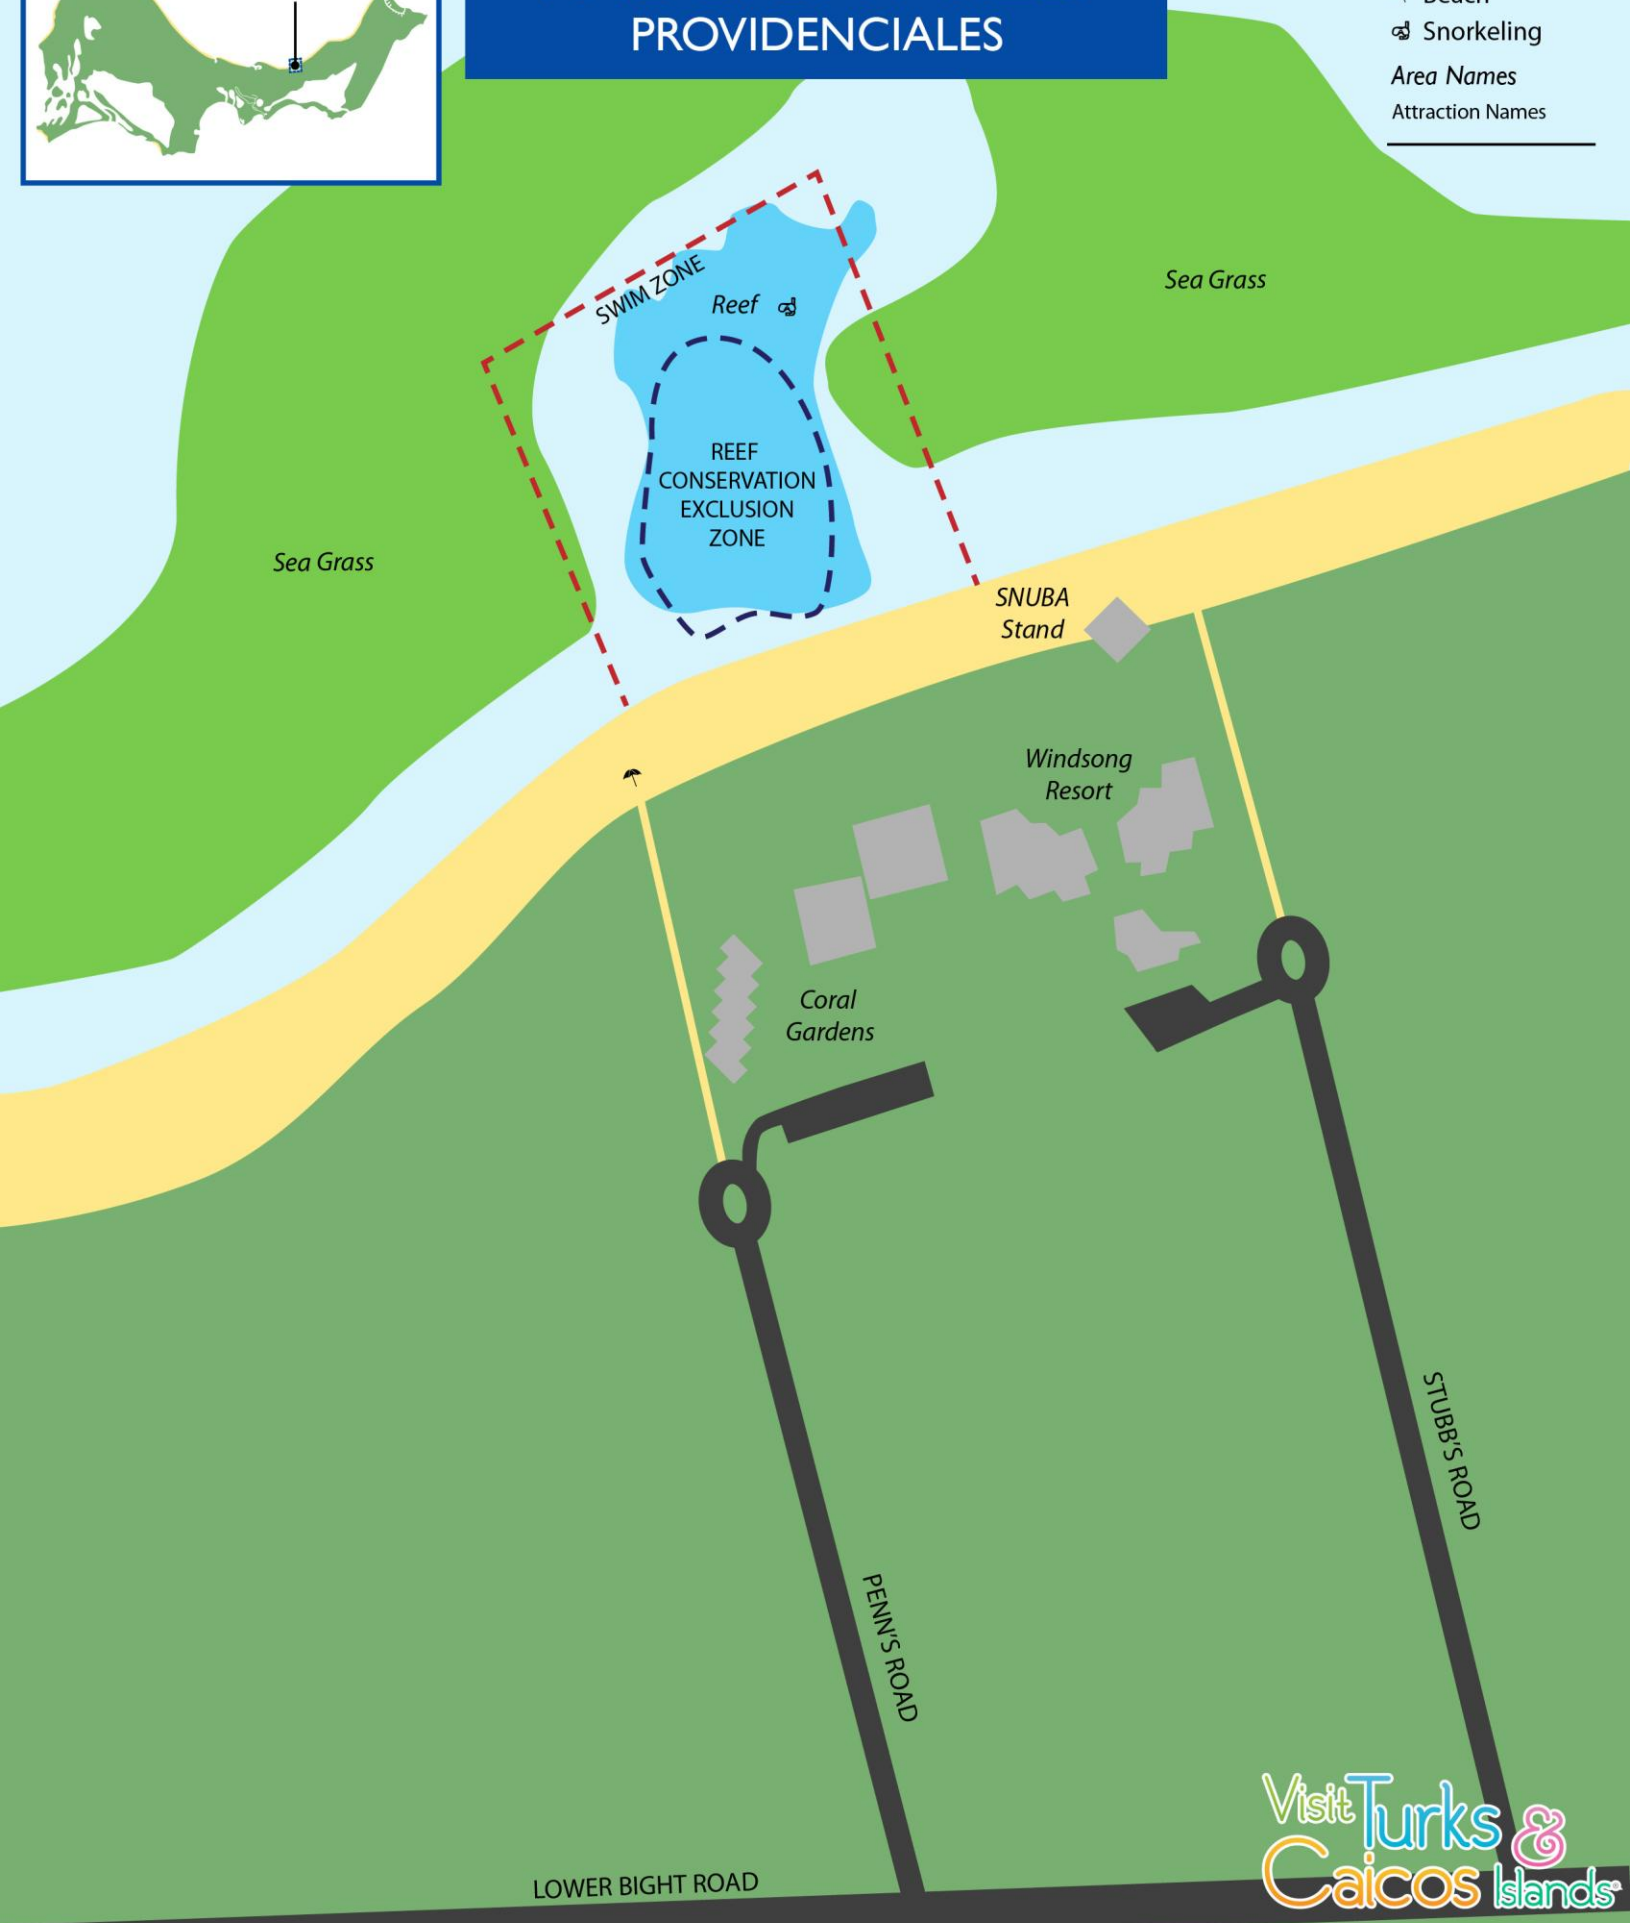 PROVIDENCIALES
Beach
Snorkeling
Area Names
Attraction Names
SWIM ZONE
Reef
Sea Grass
REEF
CONSERVATION
EXCLUSION
ZONE
Sea Grass
SNUBA
Stand
Windsong
Resort
Coral
Gardens
STUBB'S ROAD
PENN'S ROAD
LOWER BIGHT ROAD
Visit Turks &
Caicos Islands